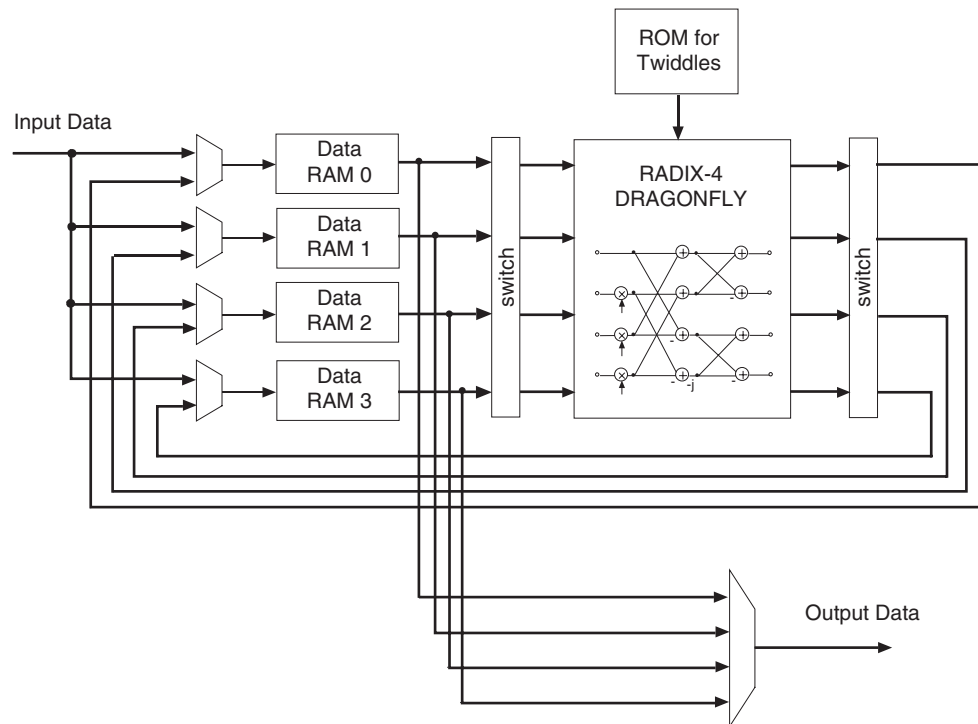 ROM for
Twiddles
Input Data
Data
RAM 0
Data
RAM 1
Data
RAM 2
Data
RAM 3
switch
RADIX-4
DRAGONFLY
-
-
-
-j
-
switch
Output Data